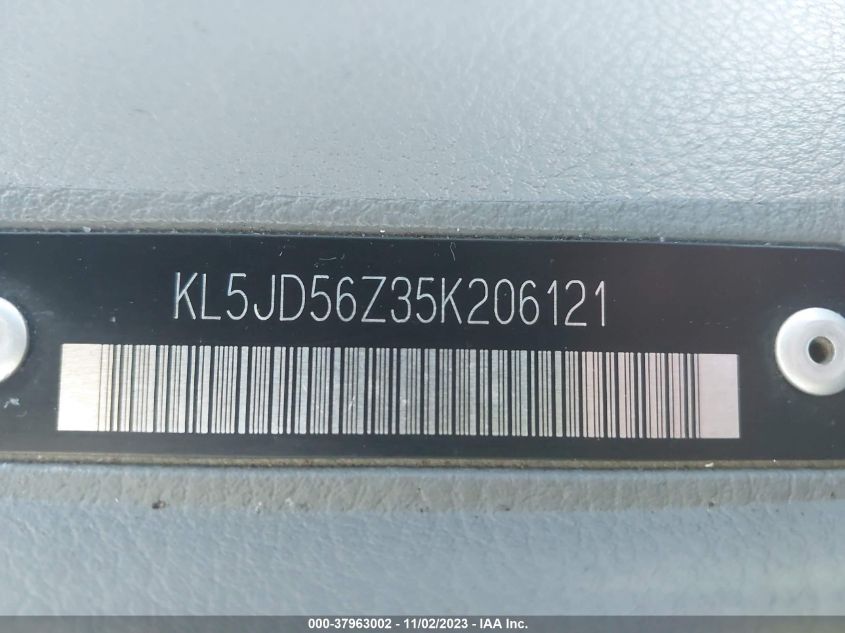 KL5JD56Z35K206121
000-37963002 - 11/02/2023 - IAA Inc.